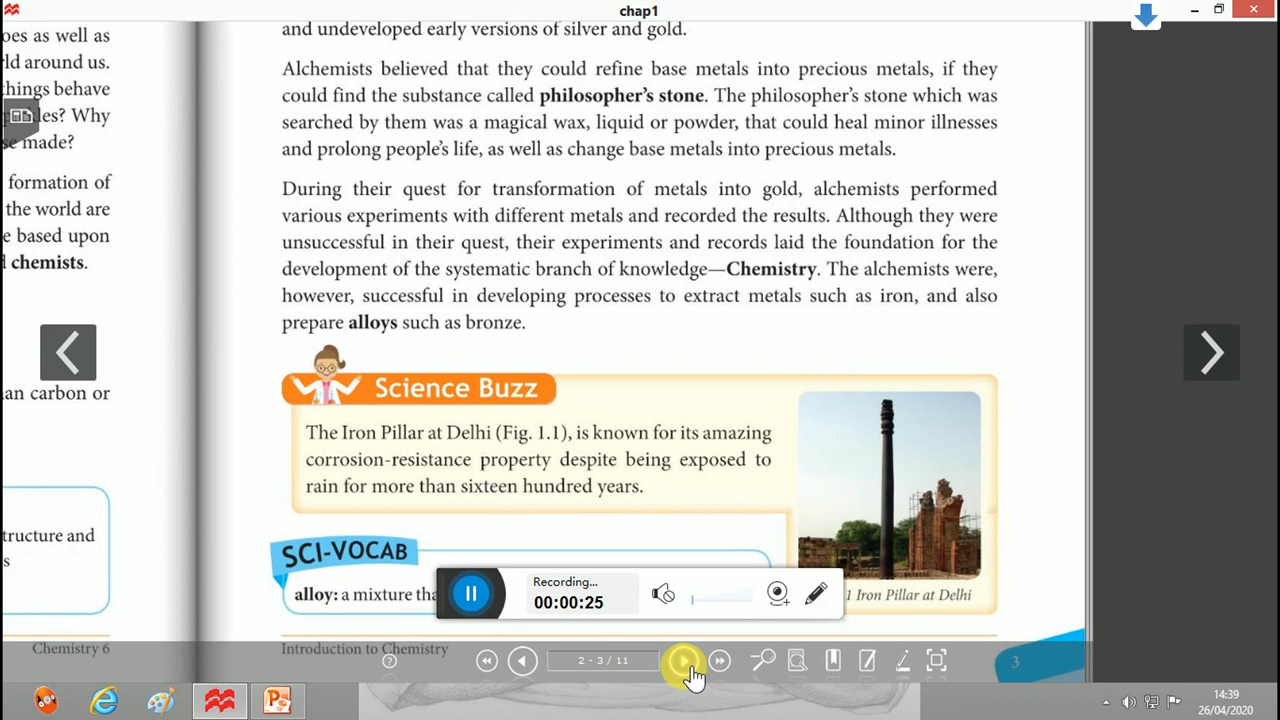 chap1
oes as well as
rld around us.
things behave
Why
se made?
formation of
the world are
e based upon
d chemists.
an carbon or
tructure and
s
Chemistry 6
and undeveloped early versions of silver and gold.
Alchemists believed that they could refine base metals into precious metals, if they
could find the substance called philosopher's stone. The philosopher's stone which was
searched by them was a magical wax, liquid or powder, that could heal minor illnesses
and prolong people's life, as well as change base metals into precious metals.
During their quest for transformation of metals into gold, alchemists performed
various experiments with different metals and recorded the results. Although they were
unsuccessful in their quest, their experiments and records laid the foundation for the
development of the systematic branch of knowledge—Chemistry. The alchemists were,
however, successful in developing processes to extract metals such as iron, and also
prepare alloys such as bronze.
Science Buzz
The Iron Pillar at Delhi (Fig. 1.1), is known for its amazing
corrosion-resistance property despite being exposed to
rain for more than sixteen hundred years.
1 Iron Pillar at Delhi
SCI-VOCAB
alloy: a mixture tha
Recording...
00:00:25
Introduction to Chemistry
3
2 - 3 / 11
14:39
26/04/2020